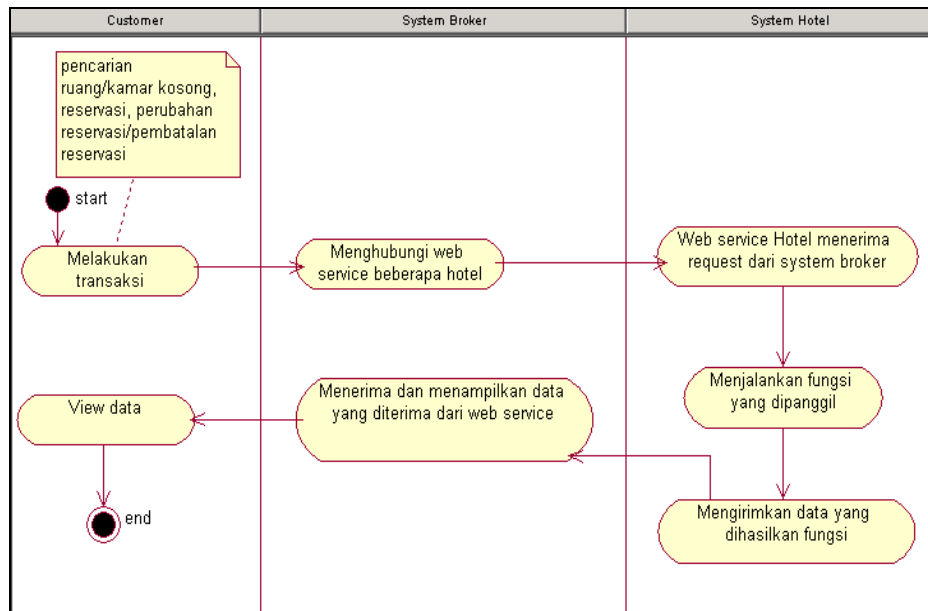 Customer
System Broker
System Hotel
pencarian
ruang/kamar kosong,
reservasi, perubahan
reservasi/pembatalan
reservasi
start
Melakukan
transaksi
Menghubungi web
service beberapa hotel
Web service Hotel menerima
request dari system broker
Menjalankan fungsi
yang dipanggil
Mengirimkan data yang
dihasilkan fungsi
Menerima dan menampilkan data
yang diterima dari web service
View data
end